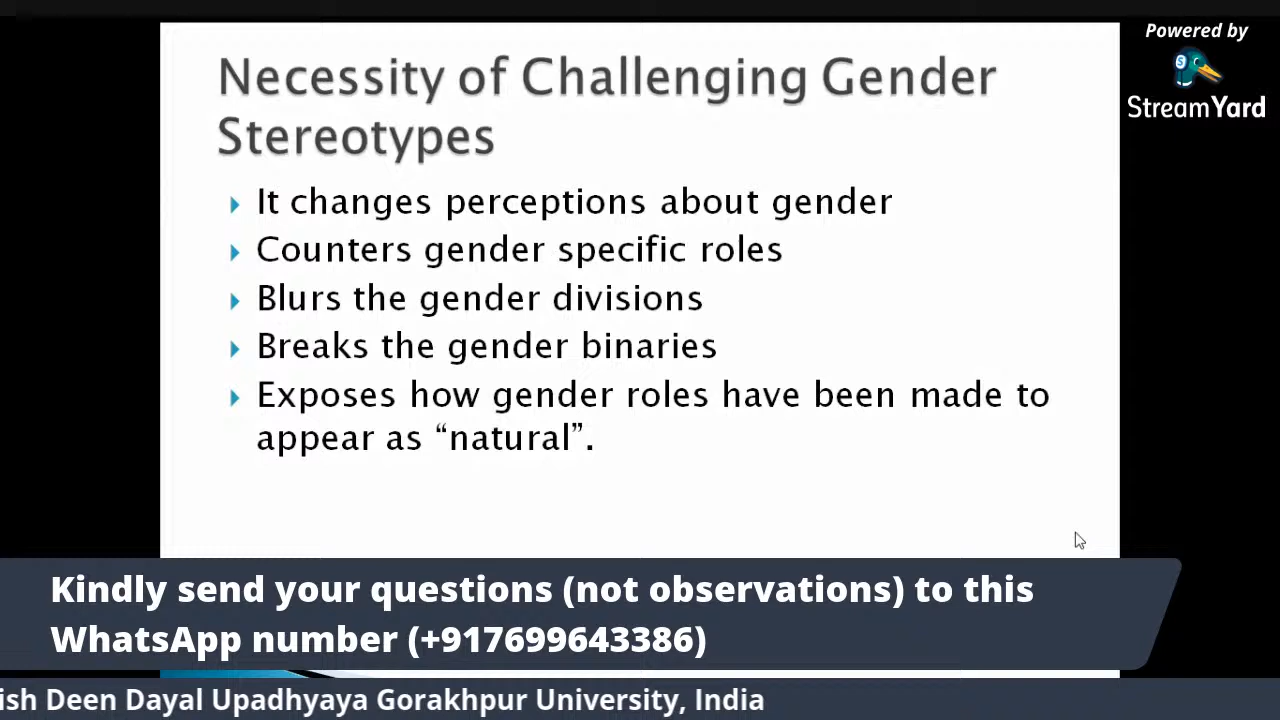 Powered by
StreamYard
Necessity of Challenging Gender
Stereotypes
It changes perceptions about gender
Counters gender specific roles
Blurs the gender divisions
Breaks the gender binaries
Exposes how gender roles have been made to
appear as “natural”.
Kindly send your questions (not observations) to this
WhatsApp number (+917699643386)
ish Deen Dayal Upadhyaya Gorakhpur University, India